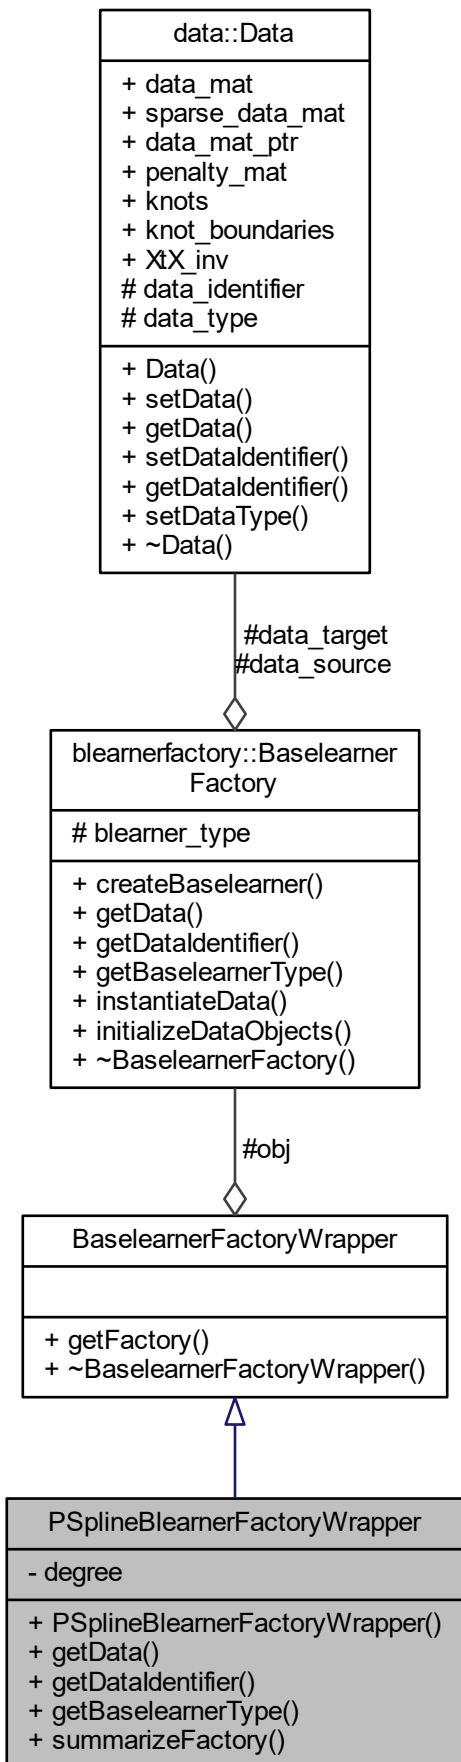 data::Data
+ data_mat
+ sparse_data_mat
+ data_mat_ptr
+ penalty_mat
+ knots
+ knot_boundaries
+ XtX_inv
# data_identifier
# data_type
+ Data()
+ setData()
+ getData()
+ setDataIdentifier()
+ getDataIdentifier()
+ setDataType()
+ ~Data()
#data_target
#data_source
blearnerfactory::Baselearner
Factory
# blearner_type
+ createBaselearner()
+ getData()
+ getDataIdentifier()
+ getBaselearnerType()
+ instantiateData()
+ initializeDataObjects()
+ ~BaselearnerFactory()
#obj
BaselearnerFactoryWrapper
+ getFactory()
+ ~BaselearnerFactoryWrapper()
PSplineBlearnerFactoryWrapper
- degree
+ PSplineBlearnerFactoryWrapper()
+ getData()
+ getDataIdentifier()
+ getBaselearnerType()
+ summarizeFactory()